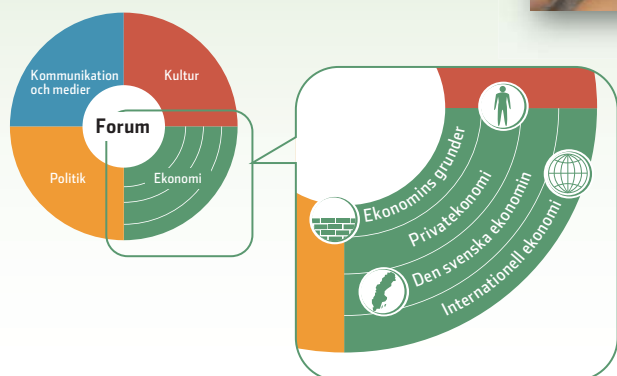 Kommunikation
och medier
Kultur
Forum
Politik
Ekonomi
Ekonomins grunder
Privatekonomi
Den svenska ekonomin
Internationell ekonomi